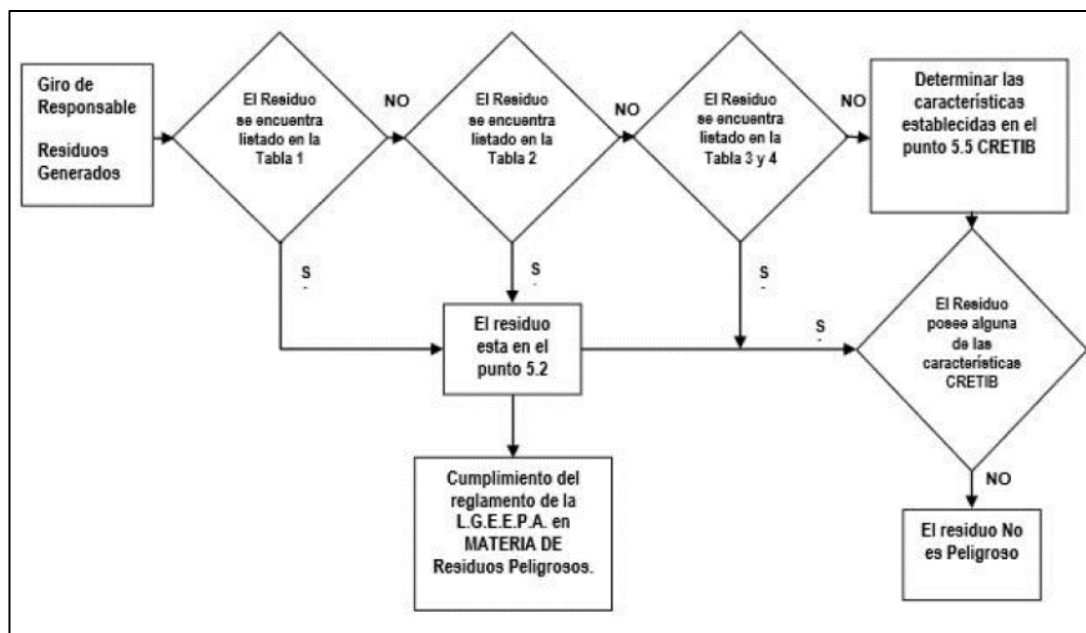 Giro de
Responsable
Residuos
Generados
El Residuo
se encuentra
listado en la
Tabla 1
NO
El Residuo
se encuentra
listado en la
Tabla 2
NO
El Residuo
se encuentra
listado en la
Tabla 3 y 4
NO
Determinar las
características
establecidas en el
punto 5.5 CRETIB
S
S
S
El residuo
esta en el
punto 5.2
S
El Residuo
posee alguna
de las
características
CRETIB
Cumplimiento del
reglamento de la
L.G.E.E.P.A. en
MATERIA DE
Residuos Peligrosos.
NO
El residuo No
es Peligroso